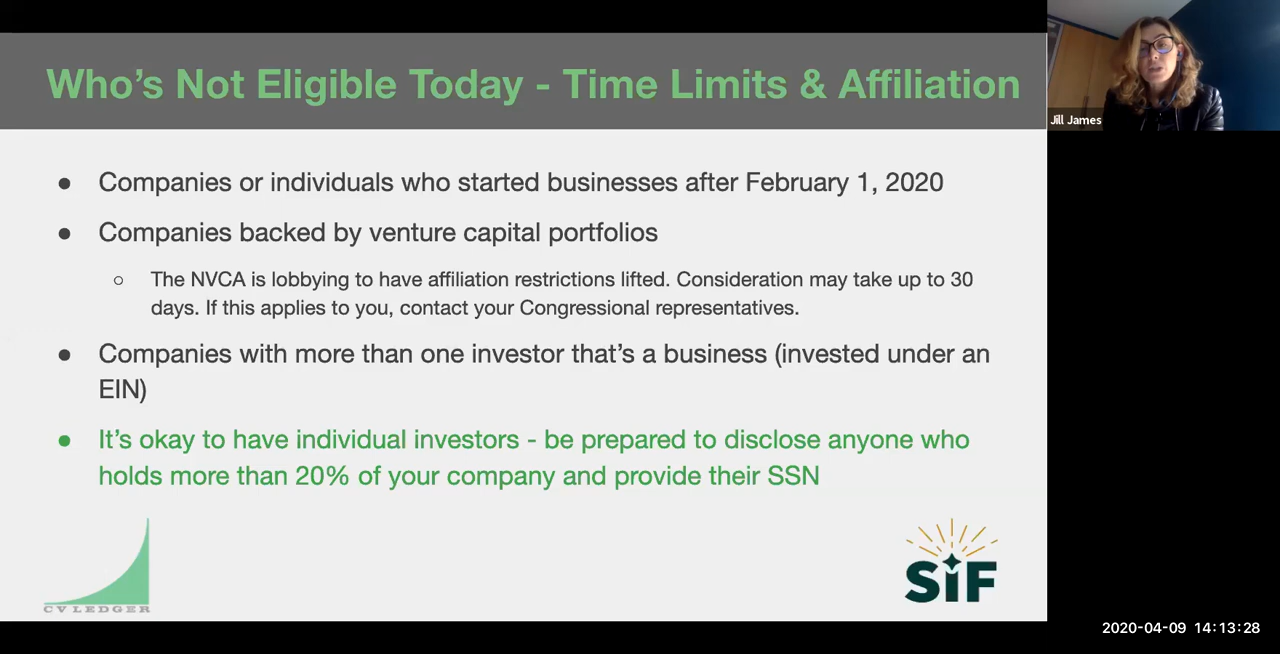 Who's Not Eligible Today - Time Limits & Affiliation
Jill James
● Companies or individuals who started businesses after February 1, 2020
● Companies backed by venture capital portfolios
○ The NVCA is lobbying to have affiliation restrictions lifted. Consideration may take up to 30
days. If this applies to you, contact your Congressional representatives.
● Companies with more than one investor that's a business (invested under an
EIN)
● It's okay to have individual investors - be prepared to disclose anyone who
holds more than 20% of your company and provide their SSN
CVLEDGER
SiF
2020-04-09 14:13:28